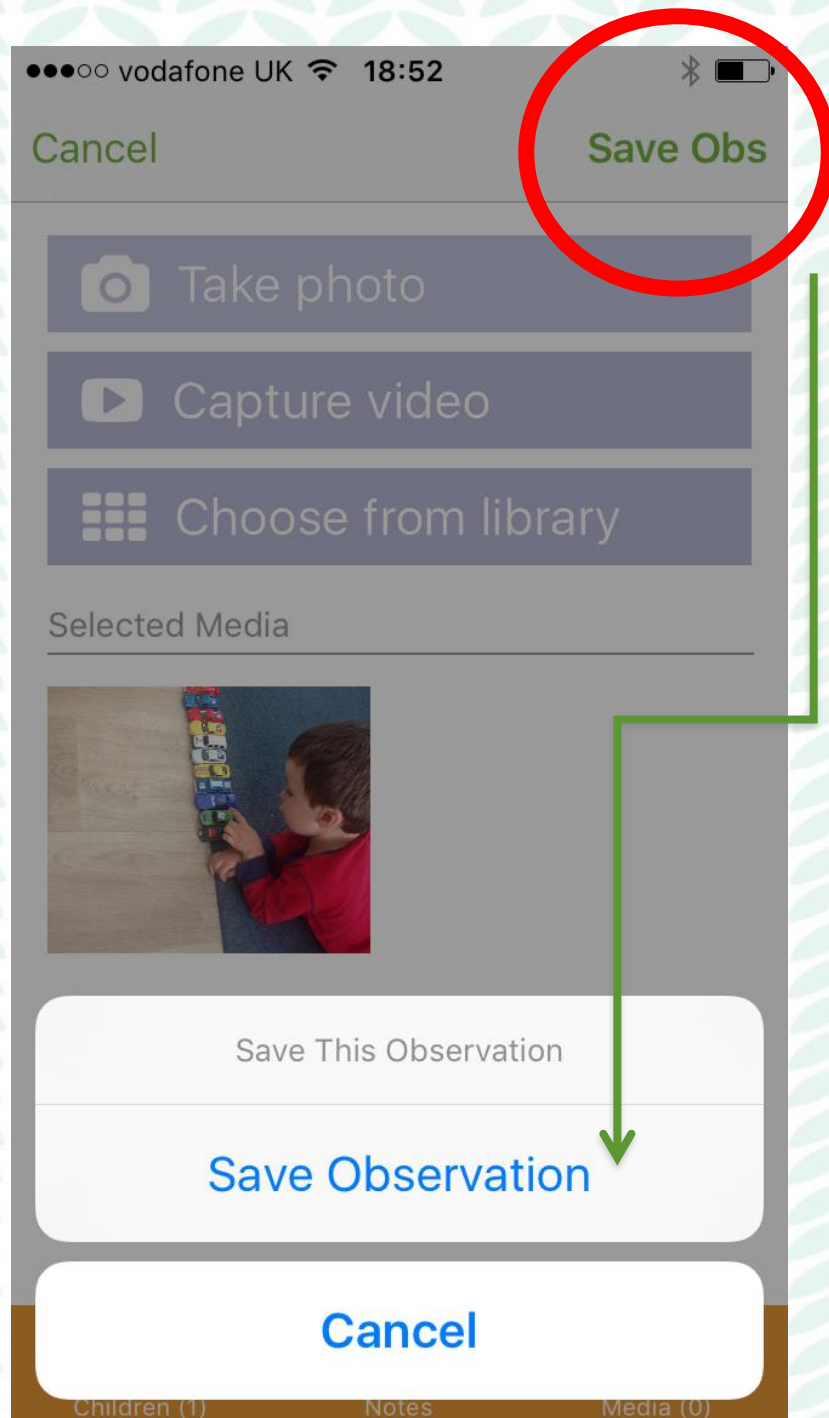 vodafone UK 18:52
Cancel Save Obs
Take photo
Capture video
Choose from library
Selected Media
Save This Observation
Save Observation
Cancel
Children (1) Notes Media (0)